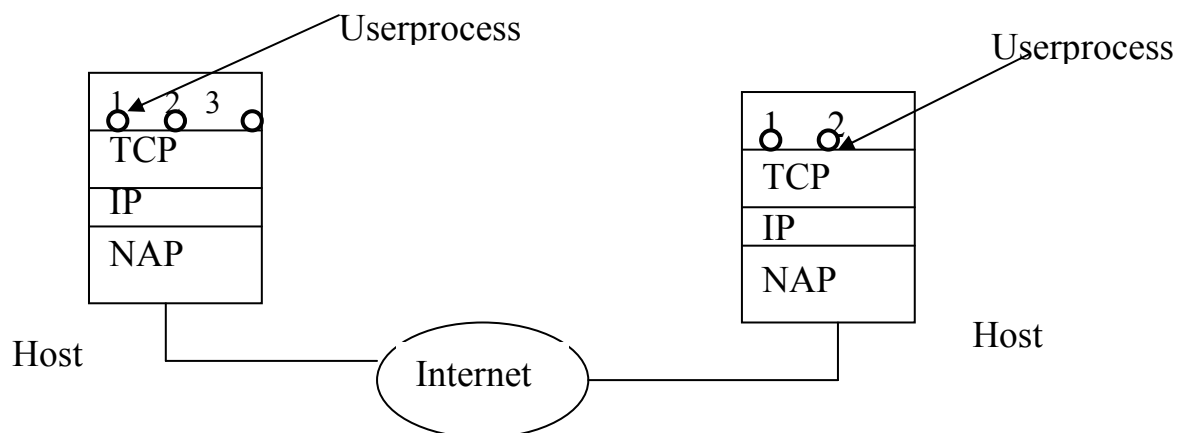 Userprocess
1 2 3
TCP
IP
NAP
Host
Internet
Userprocess
1 2
TCP
IP
NAP
Host